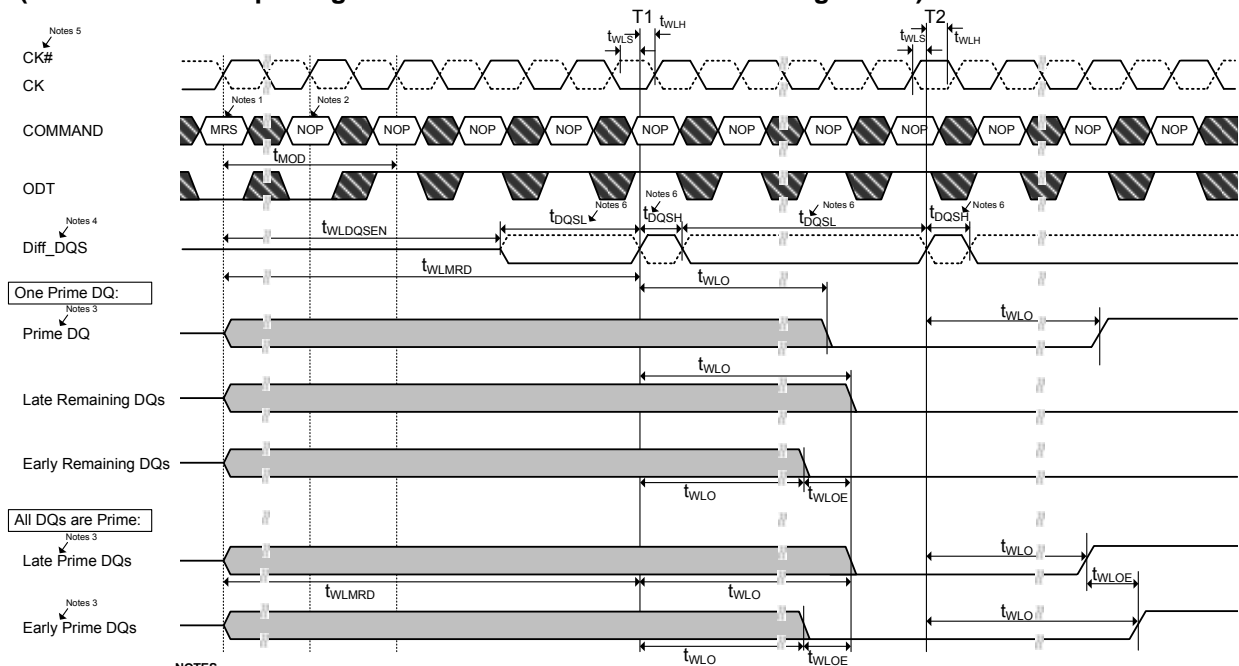 T1 T2
tWLS tWLH tWLS tWLH
Notes 5
CK#
CK
Notes 1 Notes 2
COMMAND MRS NOP NOP NOP NOP NOP NOP NOP NOP NOP NOP NOP
tMOD
ODT
Notes 6 Notes 6 Notes 6 Notes 6
tDQSL tDQSH tDQSL tDQSH
Notes 4
Diff_DQS
tWLDQSEN
tWLMRD
tWLO
One Prime DQ:
Notes 3
Prime DQ
tWLO
tWLO
Late Remaining DQs
Early Remaining DQs
tWLO tWLOE
All DQs are Prime:
Notes 3
Late Prime DQs
tWLO
tWLOE
tWLMRD tWLO
Notes 3
Early Prime DQs
tWLO
tWLO tWLOE
NOTES